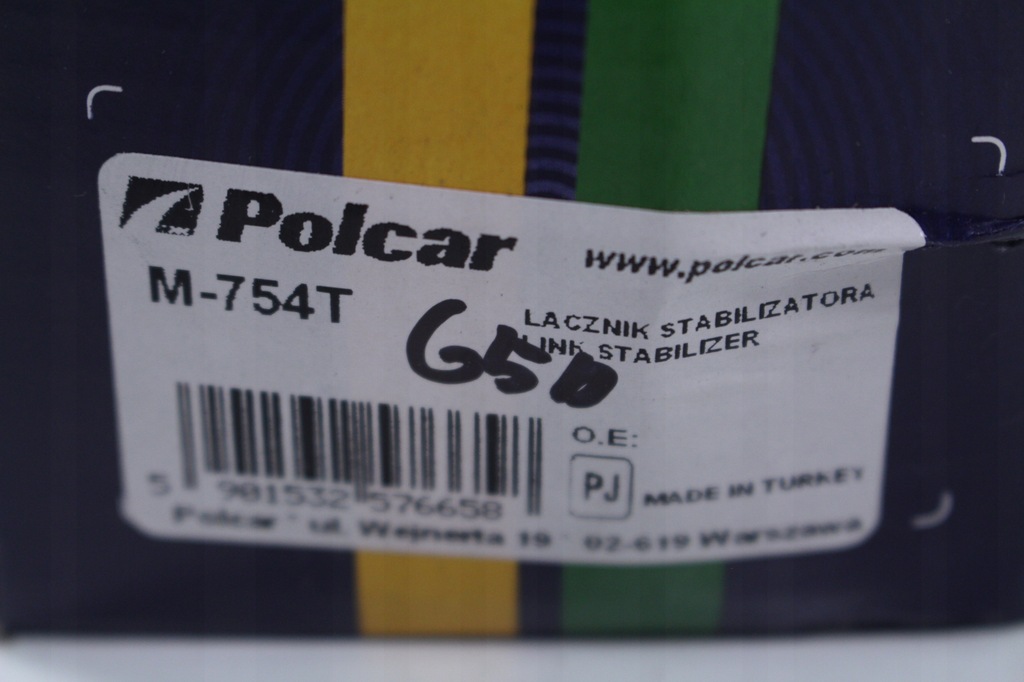 Polcar
www.polcar.com
M-754T
LACZNIK STABILIZATORA
LINK STABILIZER
650
O.E:
PJ
MADE IN TURKEY
5 901532 576658
Polcar * ul. Wejnerta 19 * 02-619 Warszawa